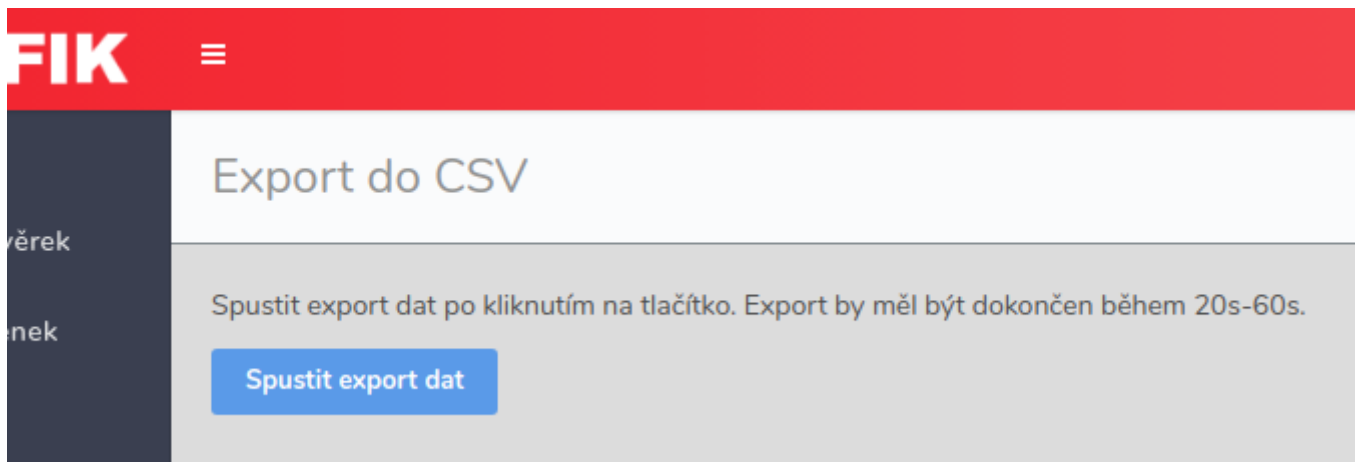 FIK
Export do CSV
věrek
enek
Spustit export dat po kliknutím na tlačítko. Export by měl být dokončen během 20s-60s.
Spustit export dat